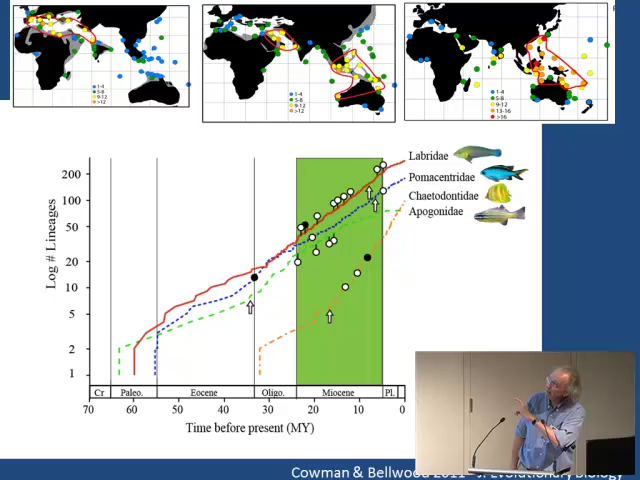 1-4
5-8
9-12
>12
1-4
5-8
9-12
>12
1-4
5-8
9-12
13-16
>16
Log # Lineages
200
100
50
20
10
5
2
1
Labridae
Pomacentridae
Chaetodontidae
Apogonidae
Cr
Paleo.
Eocene
Oligo.
Miocene
Pl.
70
60
50
40
30
20
10
0
Time before present (MY)
Cowman & Bellwood 2011 - J. Evolutionary Biology